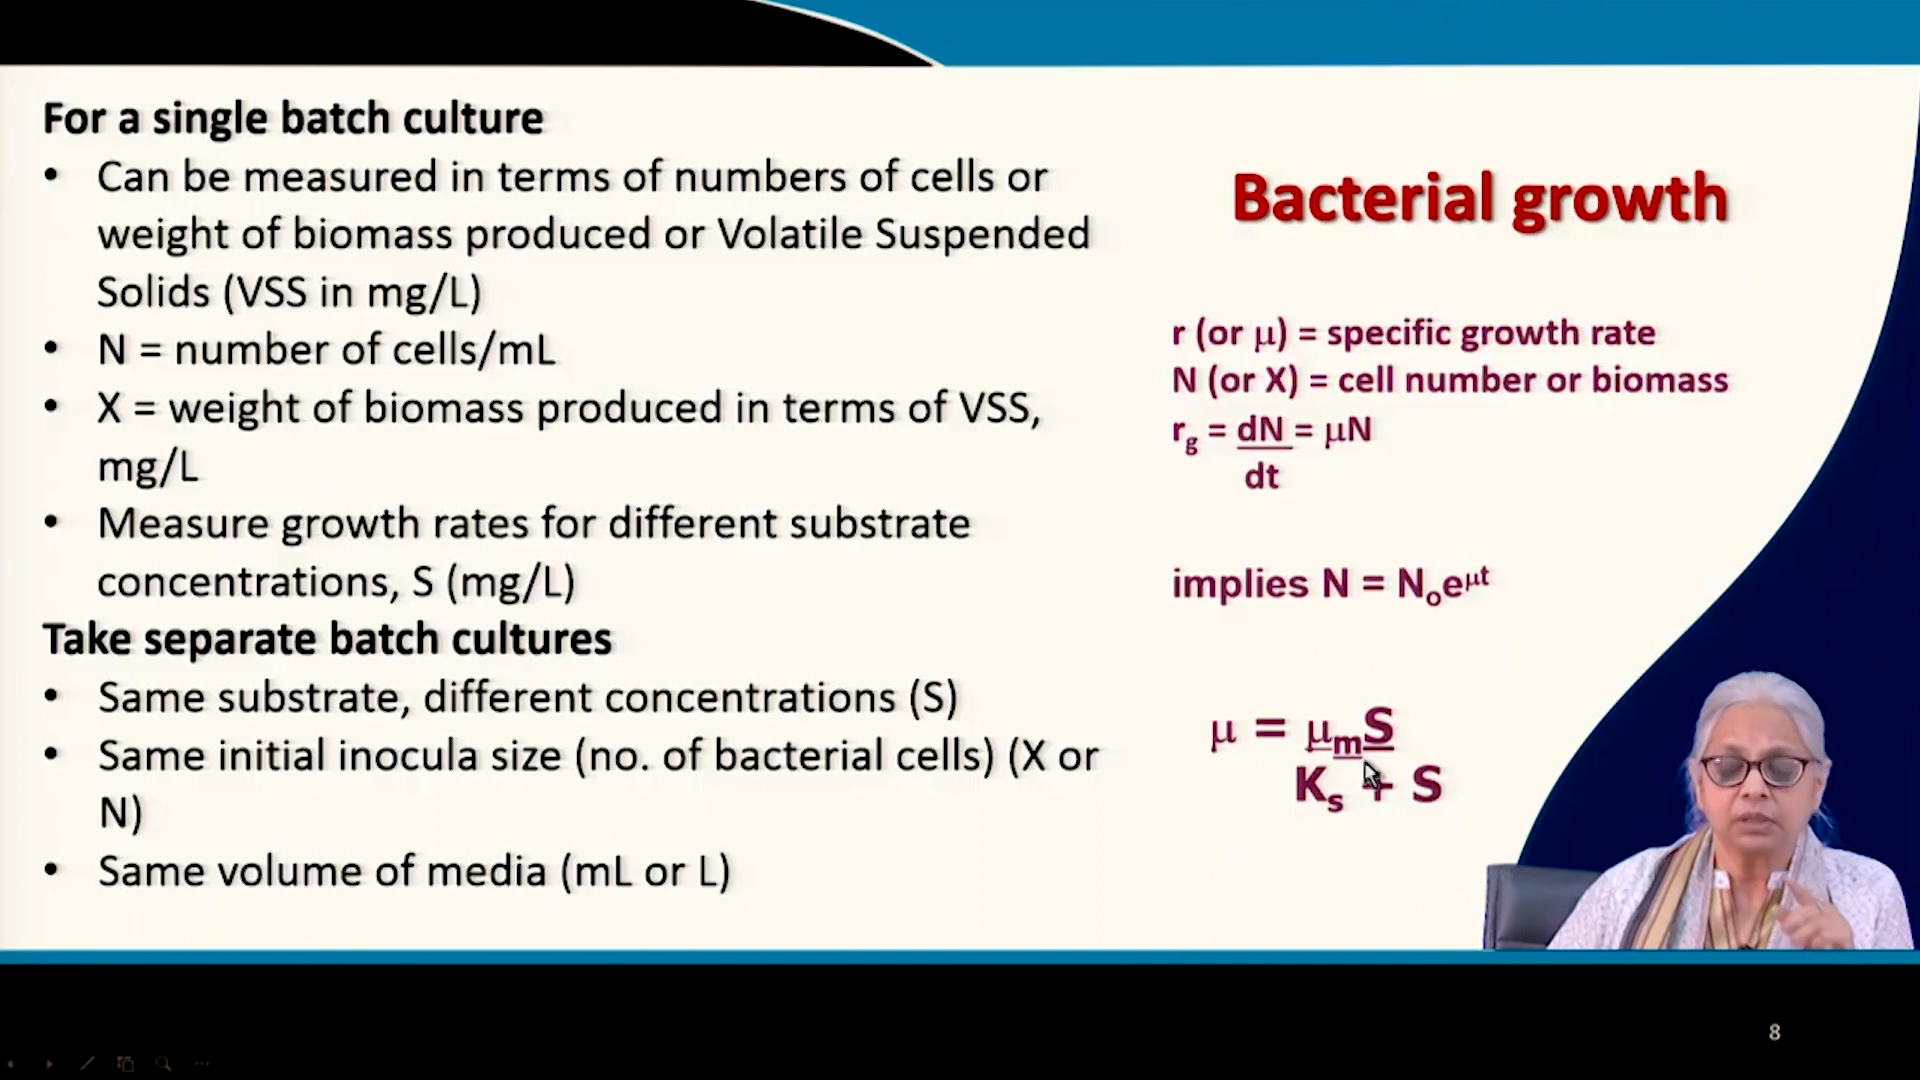 For a single batch culture
• Can be measured in terms of numbers of cells or
weight of biomass produced or Volatile Suspended
Solids (VSS in mg/L)
• N = number of cells/mL
• X = weight of biomass produced in terms of VSS,
mg/L
• Measure growth rates for different substrate
concentrations, S (mg/L)
Take separate batch cultures
• Same substrate, different concentrations (S)
• Same initial inocula size (no. of bacterial cells) (X or
N)
• Same volume of media (mL or L)
Bacterial growth
r (or μ) = specific growth rate
N (or X) = cell number or biomass
r_g = dN = μN
dt
implies N = N_oe^μt
μ = μ_mS
K_s + S
8